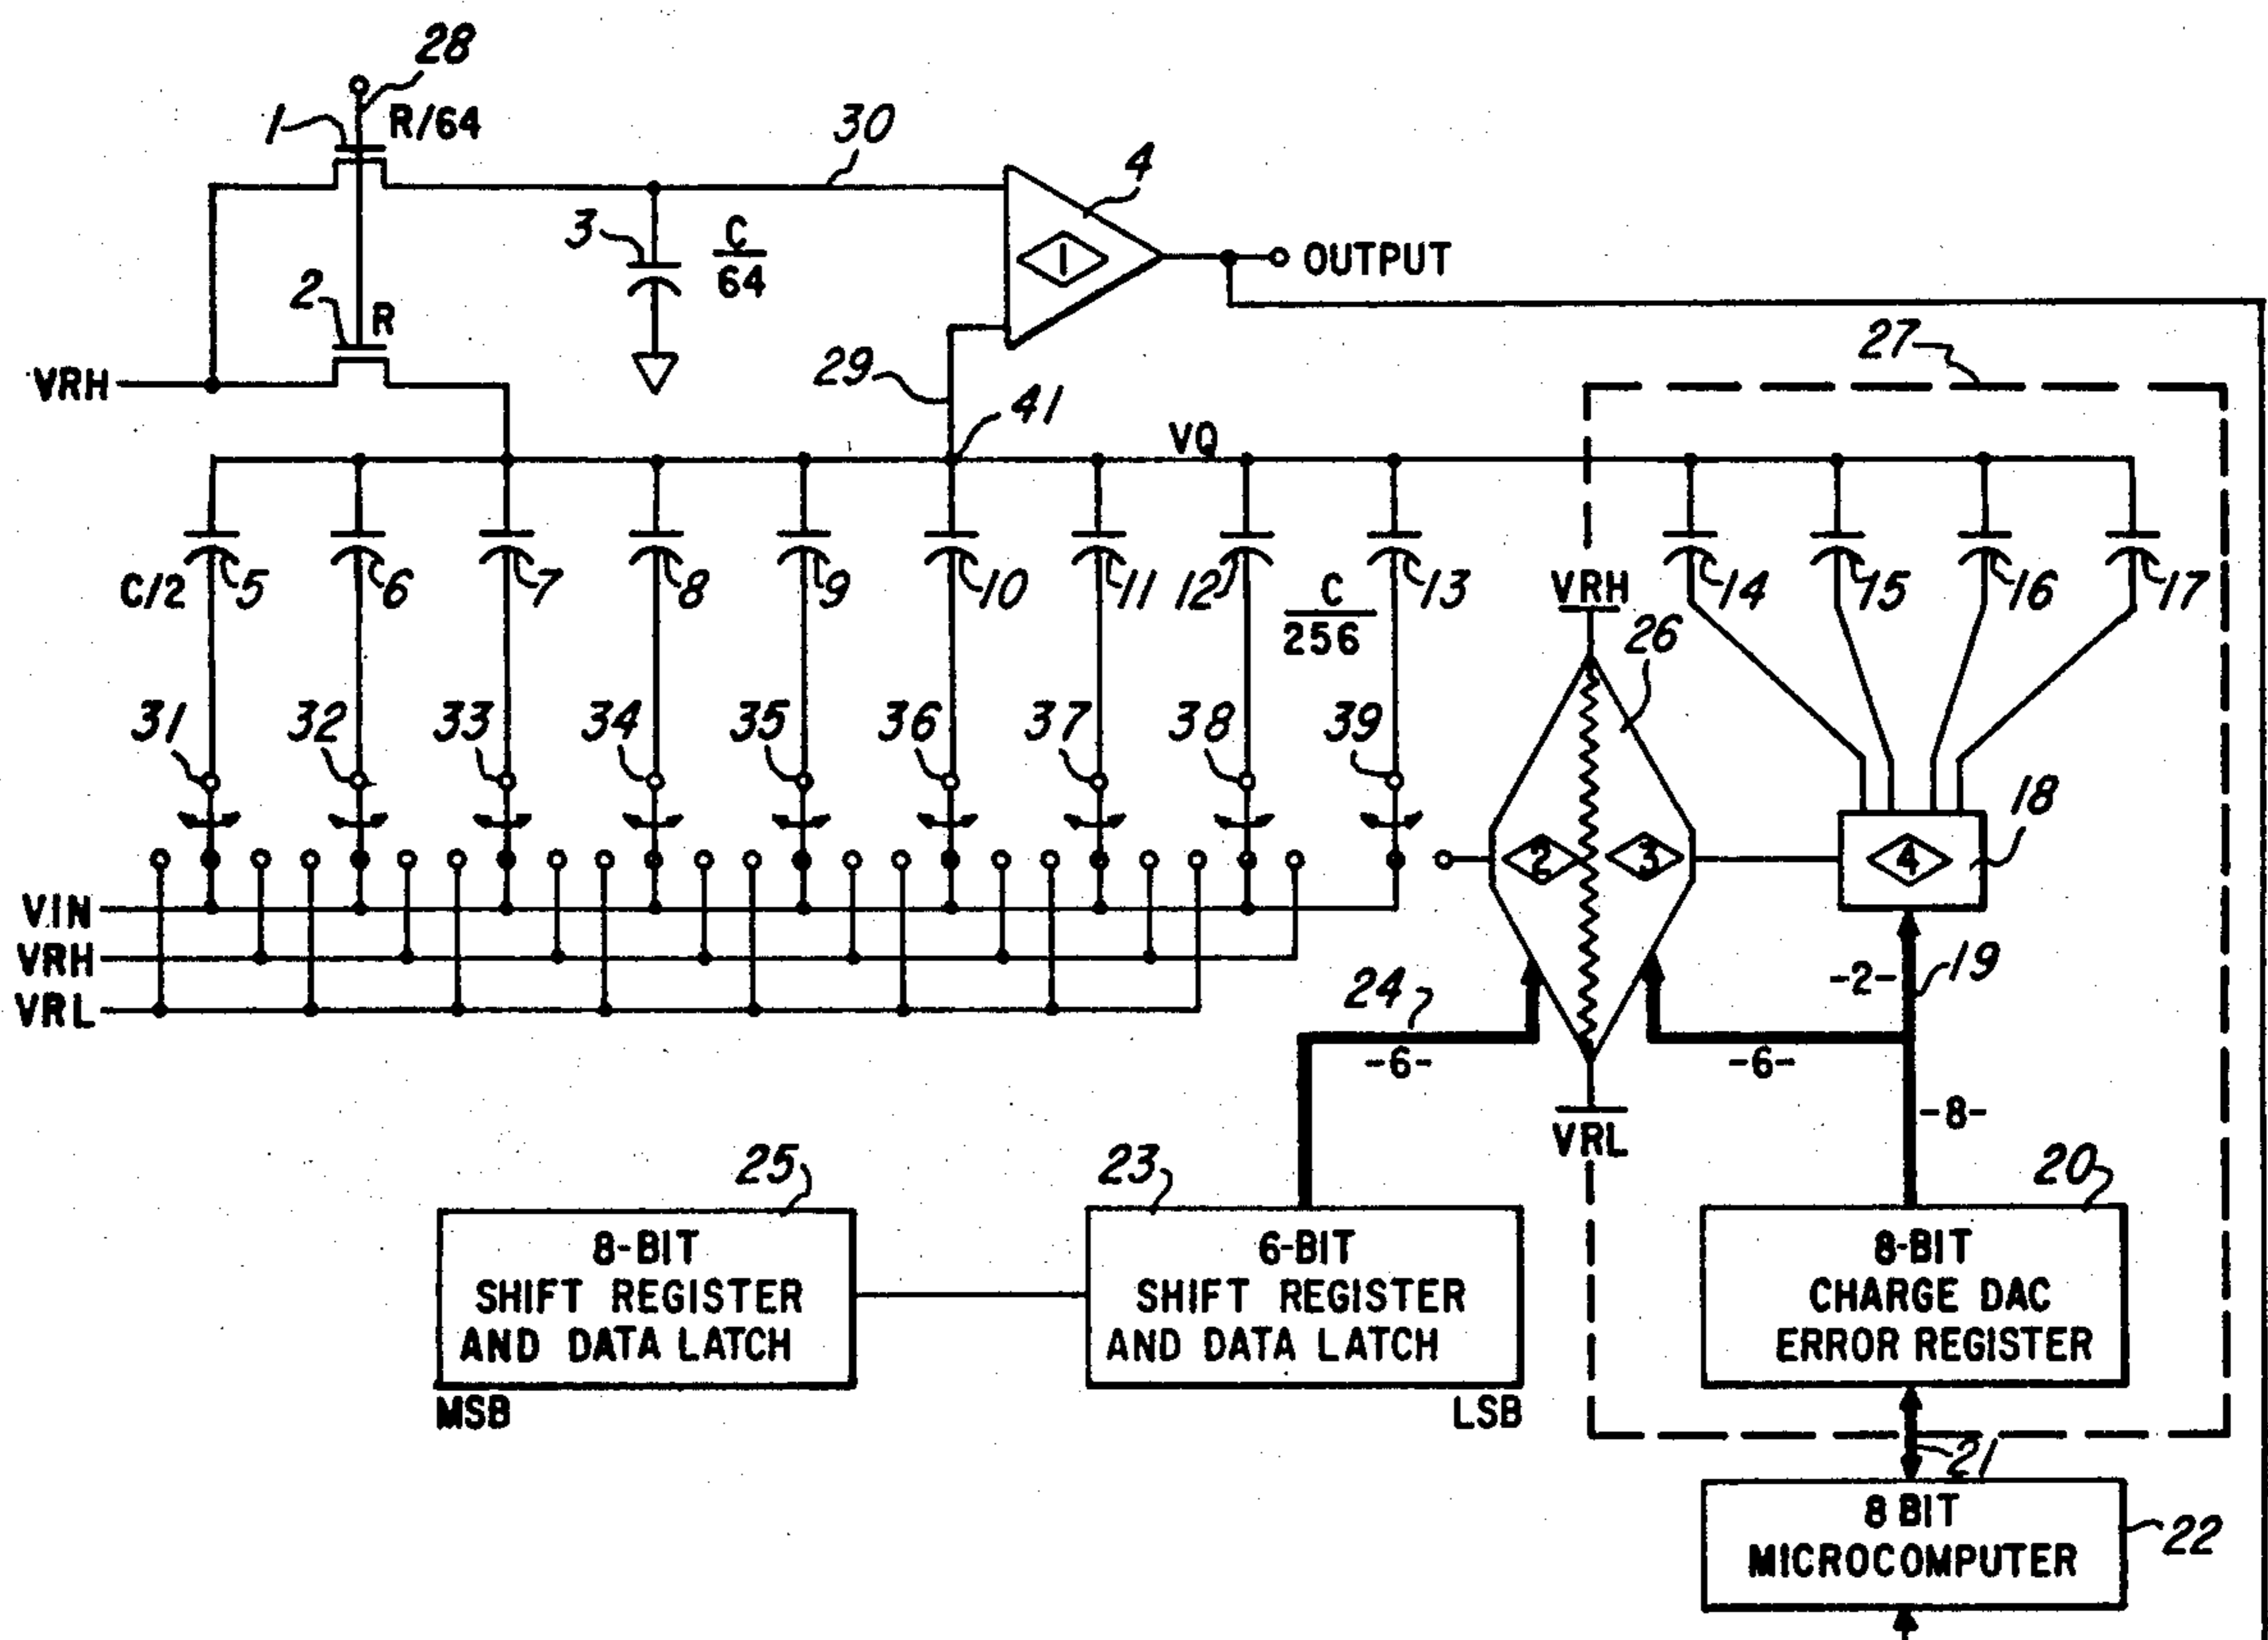 28
1
R/64
30
4
3
C
64
1
OUTPUT
2
R
27
VRH
29
41
VQ
C/2
5
6
7
8
9
10
11
12
C
256
13
VRH
14
15
16
17
26
31
32
33
34
35
36
37
38
39
18
2
3
4
VIN
VRH
VRL
24
-2-
19
-6-
-6-
-8-
VRL
25
23
20
8-BIT
SHIFT REGISTER
AND DATA LATCH
6-BIT
SHIFT REGISTER
AND DATA LATCH
8-BIT
CHARGE DAC
ERROR REGISTER
MSB
LSB
21
8 BIT
MICROCOMPUTER
22